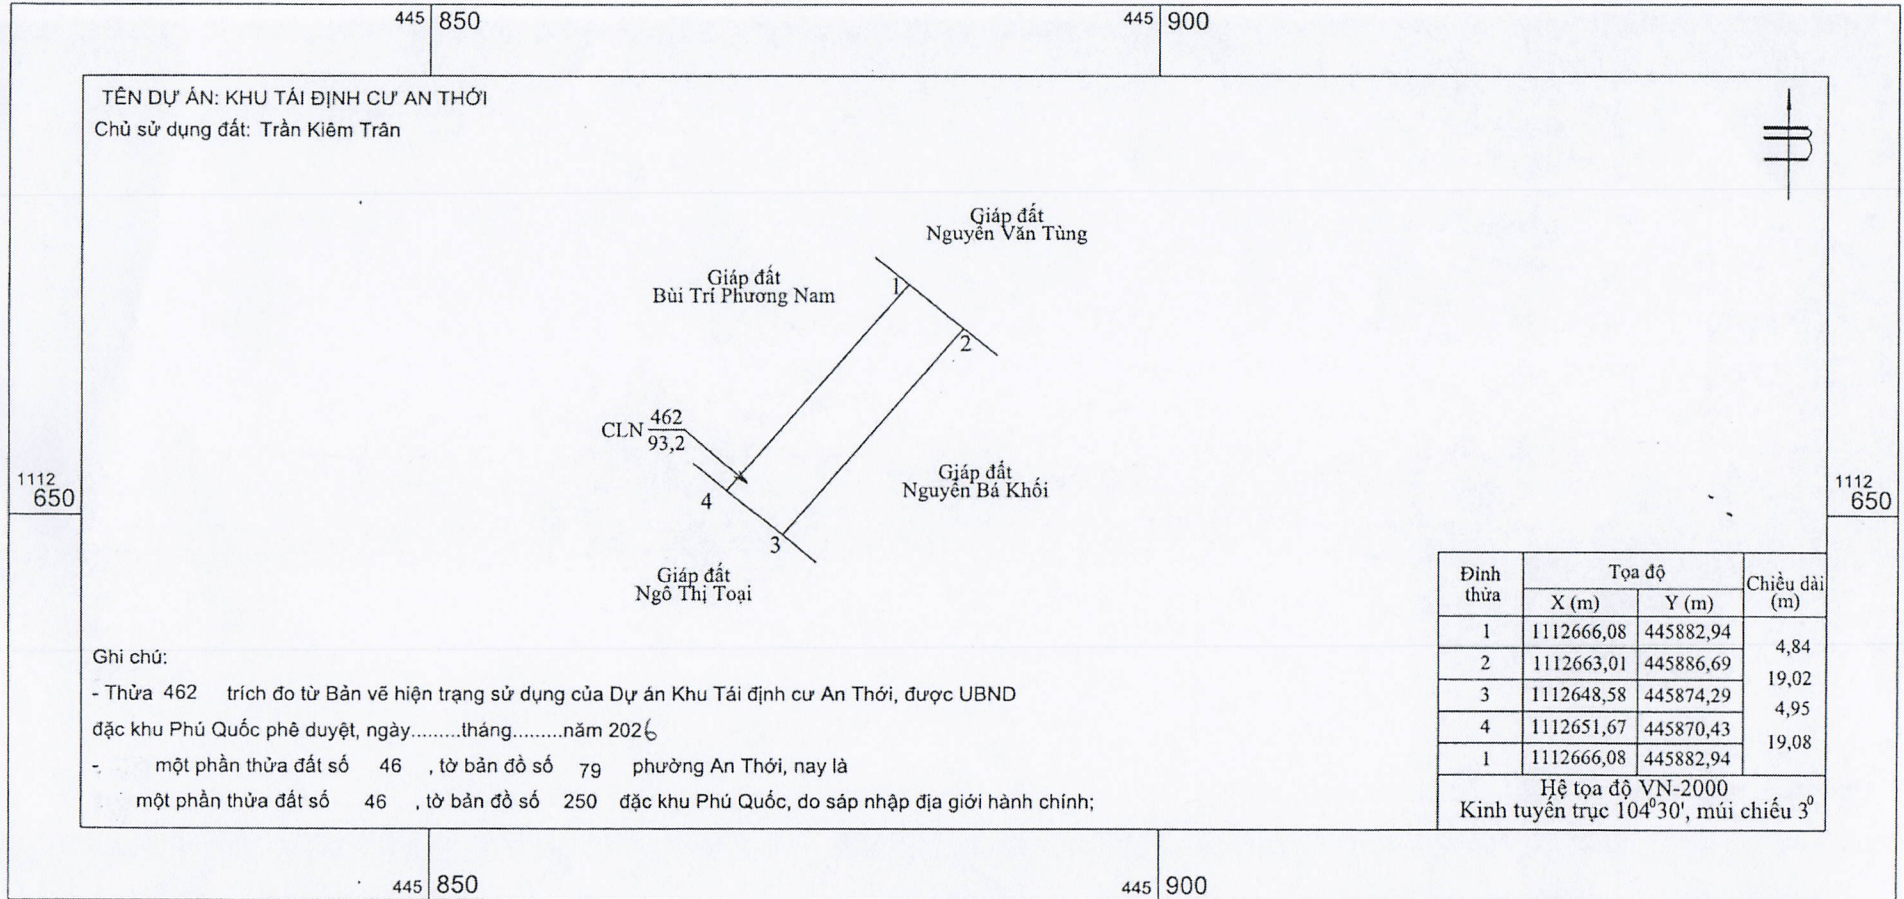 445 850
445 900
TÊN DỰ ÁN: KHU TÁI ĐỊNH CƯ AN THỚI
Chủ sử dụng đất: Trần Kiêm Trân
Giáp đất
Nguyễn Văn Tùng
Giáp đất
Bùi Trí Phương Nam
1
2
CLN 462
93,2
Giáp đất
Nguyễn Bá Khối
4
3
1112
650
1112
650
Giáp đất
Ngô Thị Toại
Đỉnh thửa Tọa độ Chiều dài (m)
X (m) Y (m)
1 1112666,08 445882,94
4,84
2 1112663,01 445886,69
19,02
3 1112648,58 445874,29
4,95
4 1112651,67 445870,43
19,08
1 1112666,08 445882,94
Hệ tọa độ VN-2000
Kinh tuyến trục 104⁰30', múi chiếu 3⁰
Ghi chú:
- Thửa 462 trích đo từ Bản vẽ hiện trạng sử dụng của Dự án Khu Tái định cư An Thới, được UBND
đặc khu Phú Quốc phê duyệt, ngày.........tháng.........năm 2026
- một phần thửa đất số 46 , tờ bản đồ số 79 phường An Thới, nay là
một phần thửa đất số 46 , tờ bản đồ số 250 đặc khu Phú Quốc, do sáp nhập địa giới hành chính;
445 850
445 900